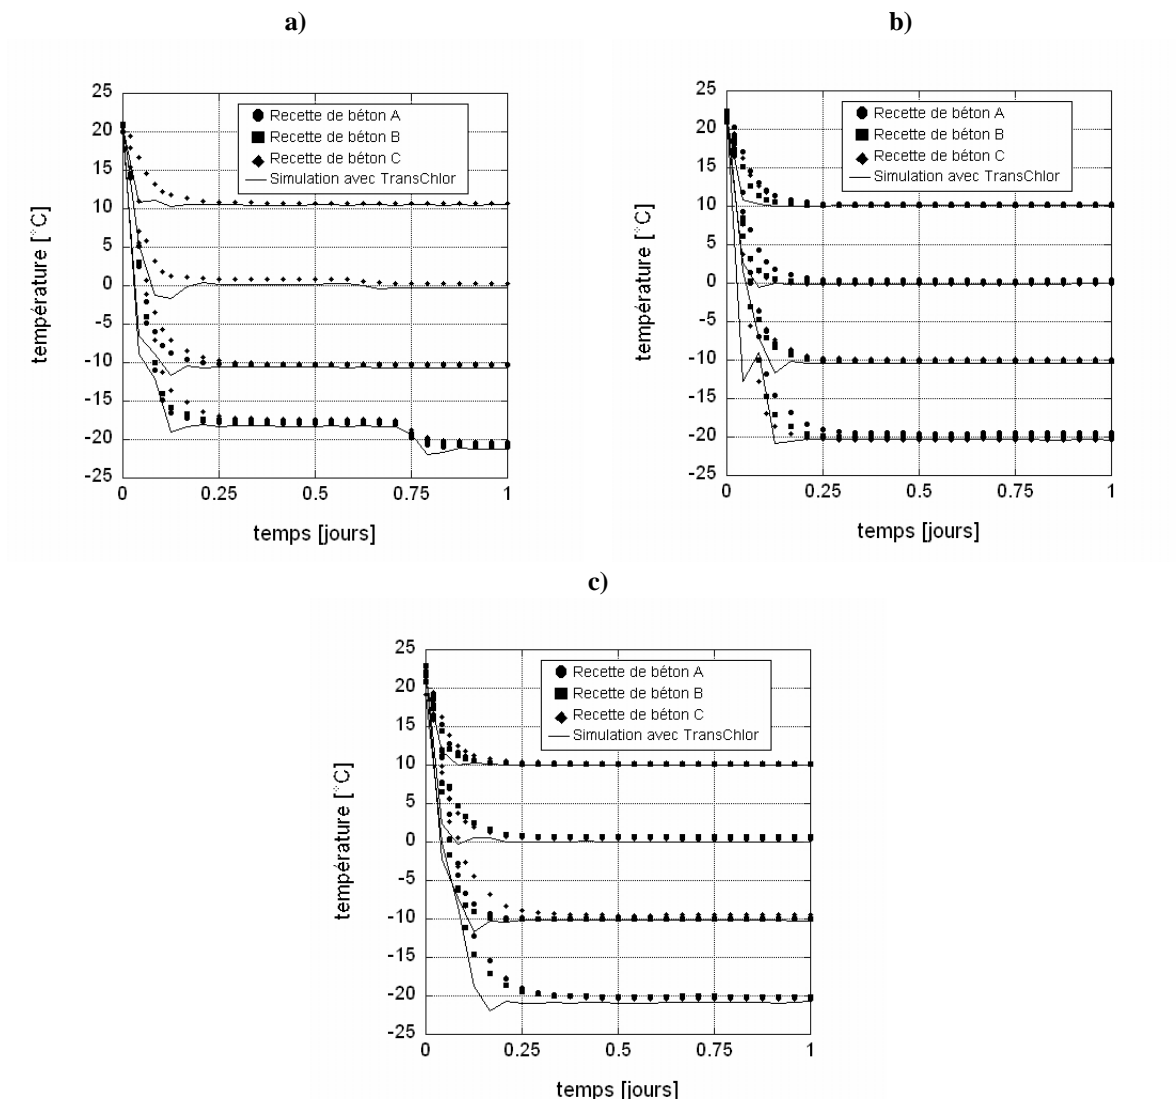 a)
25
20
15
10
5
0
-5
-10
-15
-20
-25
température [°C]
Recette de béton A
Recette de béton B
Recette de béton C
Simulation avec TransChlor
0
0.25
0.5
0.75
1
temps [jours]
b)
25
20
15
10
5
0
-5
-10
-15
-20
-25
température [°C]
Recette de béton A
Recette de béton B
Recette de béton C
Simulation avec TransChlor
0
0.25
0.5
0.75
1
temps [jours]
c)
25
20
15
10
5
0
-5
-10
-15
-20
-25
température [°C]
Recette de béton A
Recette de béton B
Recette de béton C
Simulation avec TransChlor
0
0.25
0.5
0.75
1
temps [jours]